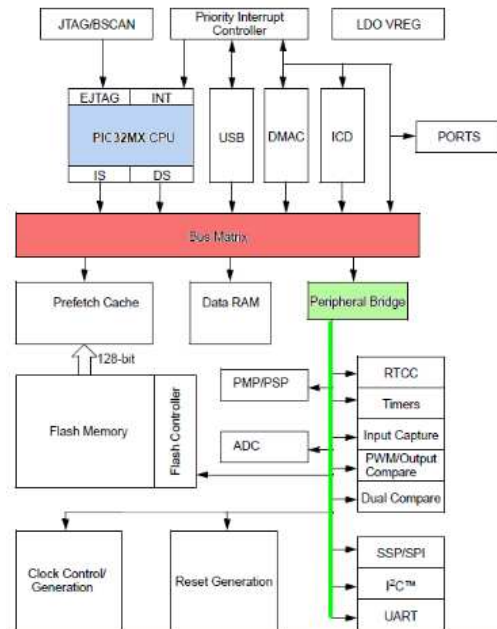 JTAG/BSCAN
Priority Interrupt
Controller
LDO VREG
EJTAG
INT
PIC32MX CPU
IS
DS
USB
DMAC
ICD
PORTS
Bus Matrix
Prefetch Cache
Data RAM
Peripheral Bridge
128-bit
Flash Memory
Flash Controller
PMP/PSP
ADC
RTCC
Timers
Input Capture
PWM/Output
Compare
Dual Compare
Clock Control/
Generation
Reset Generation
SSP/SPI
I²C™
UART